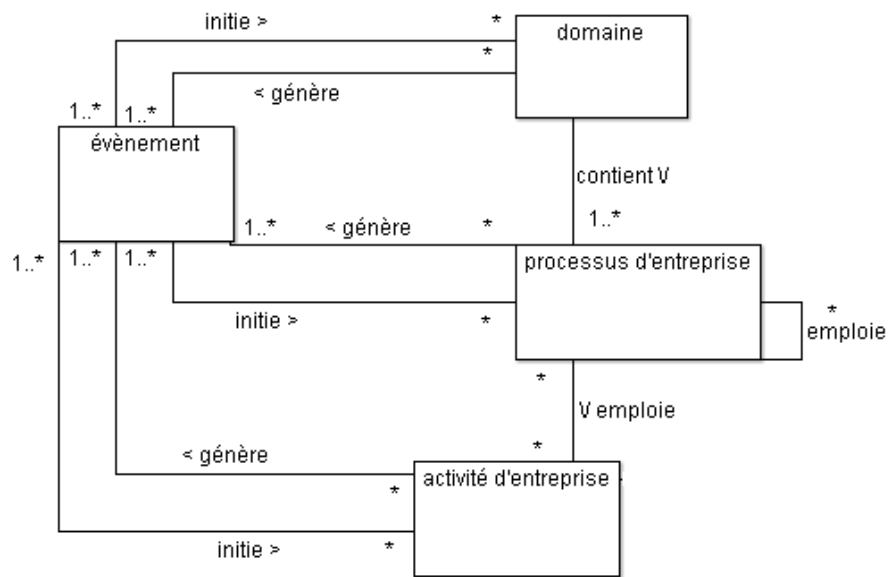 initie >
*
domaine
*
< génère
1..*
1..*
évènement
contient V
1..*
< génère
*
1..*
1..*
1..*
1..*
processus d'entreprise
initie >
*
*
emploie
*
V emploie
*
< génère
activité d'entreprise
*
initie >
*